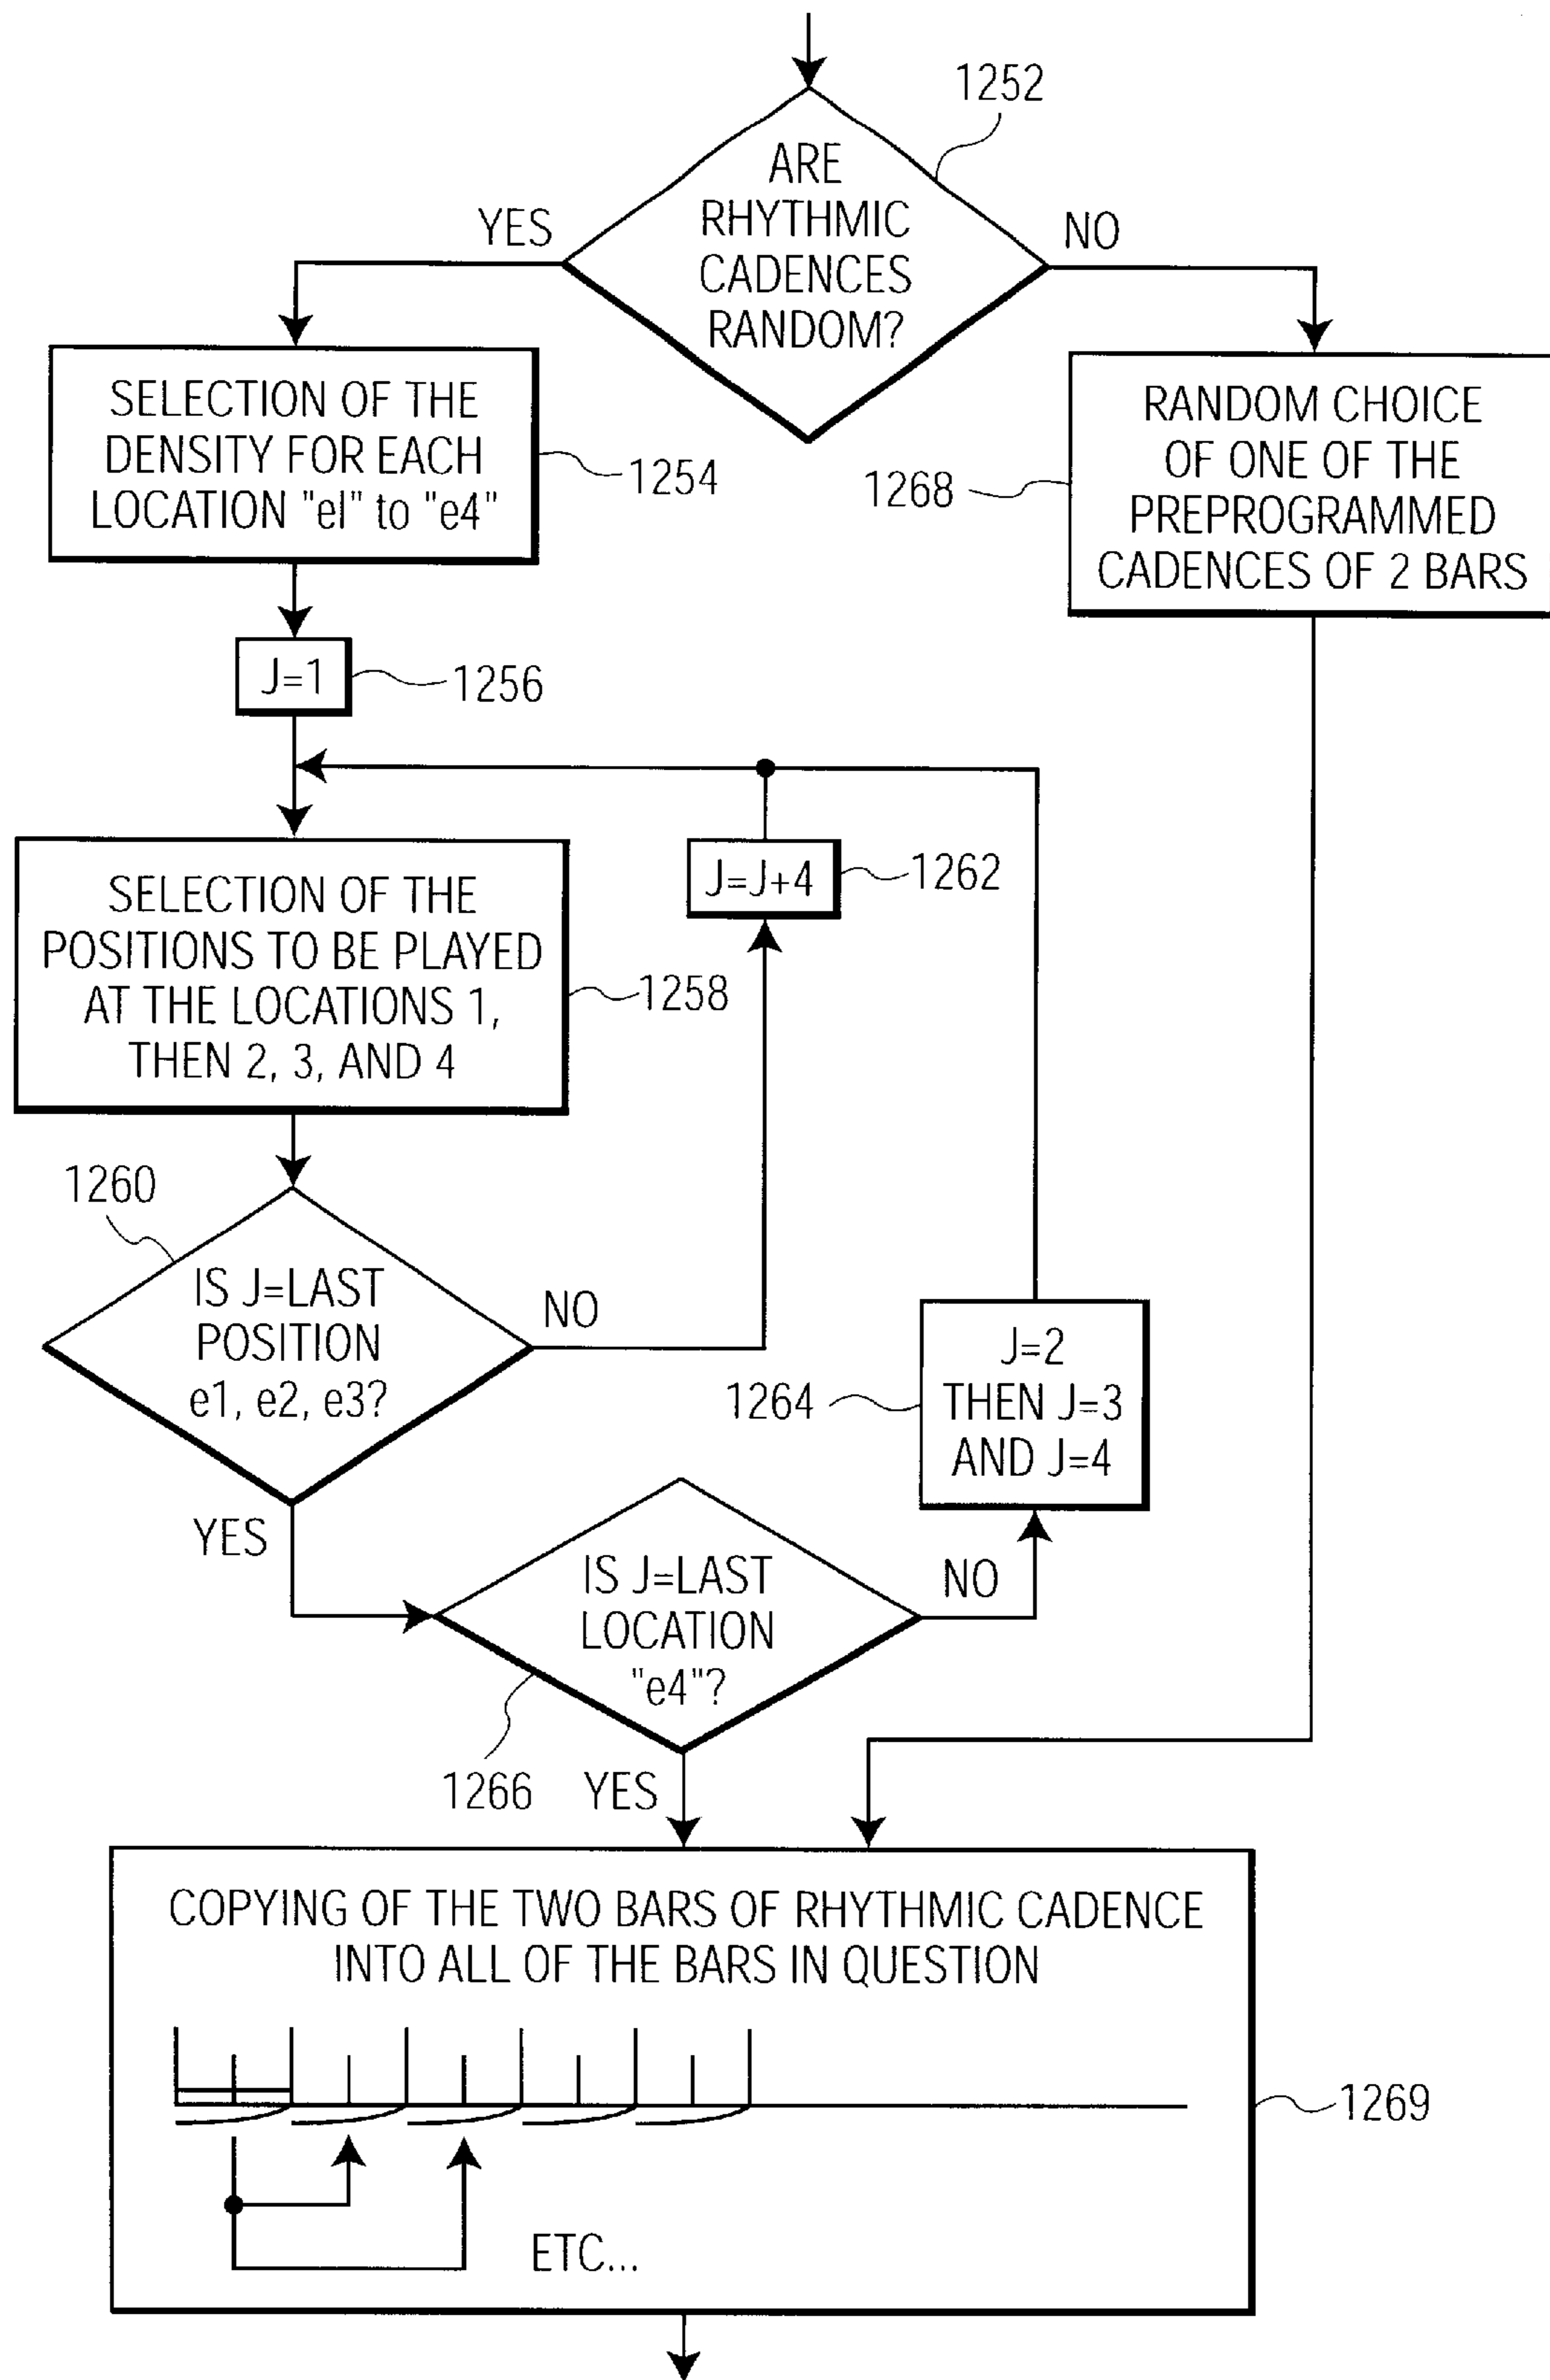 1252
ARE
RHYTHMIC
CADENCES
RANDOM?
YES
NO
SELECTION OF THE
DENSITY FOR EACH
LOCATION "el" to "e4"
1254
RANDOM CHOICE
OF ONE OF THE
PREPROGRAMMED
CADENCES OF 2 BARS
1268
J=1
1256
J=J+4
1262
SELECTION OF THE
POSITIONS TO BE PLAYED
AT THE LOCATIONS 1,
THEN 2, 3, AND 4
1258
1260
IS J=LAST
POSITION
e1, e2, e3?
NO
YES
J=2
THEN J=3
AND J=4
1264
IS J=LAST
LOCATION
"e4"?
NO
1266
YES
COPYING OF THE TWO BARS OF RHYTHMIC CADENCE
INTO ALL OF THE BARS IN QUESTION
1269
ETC...